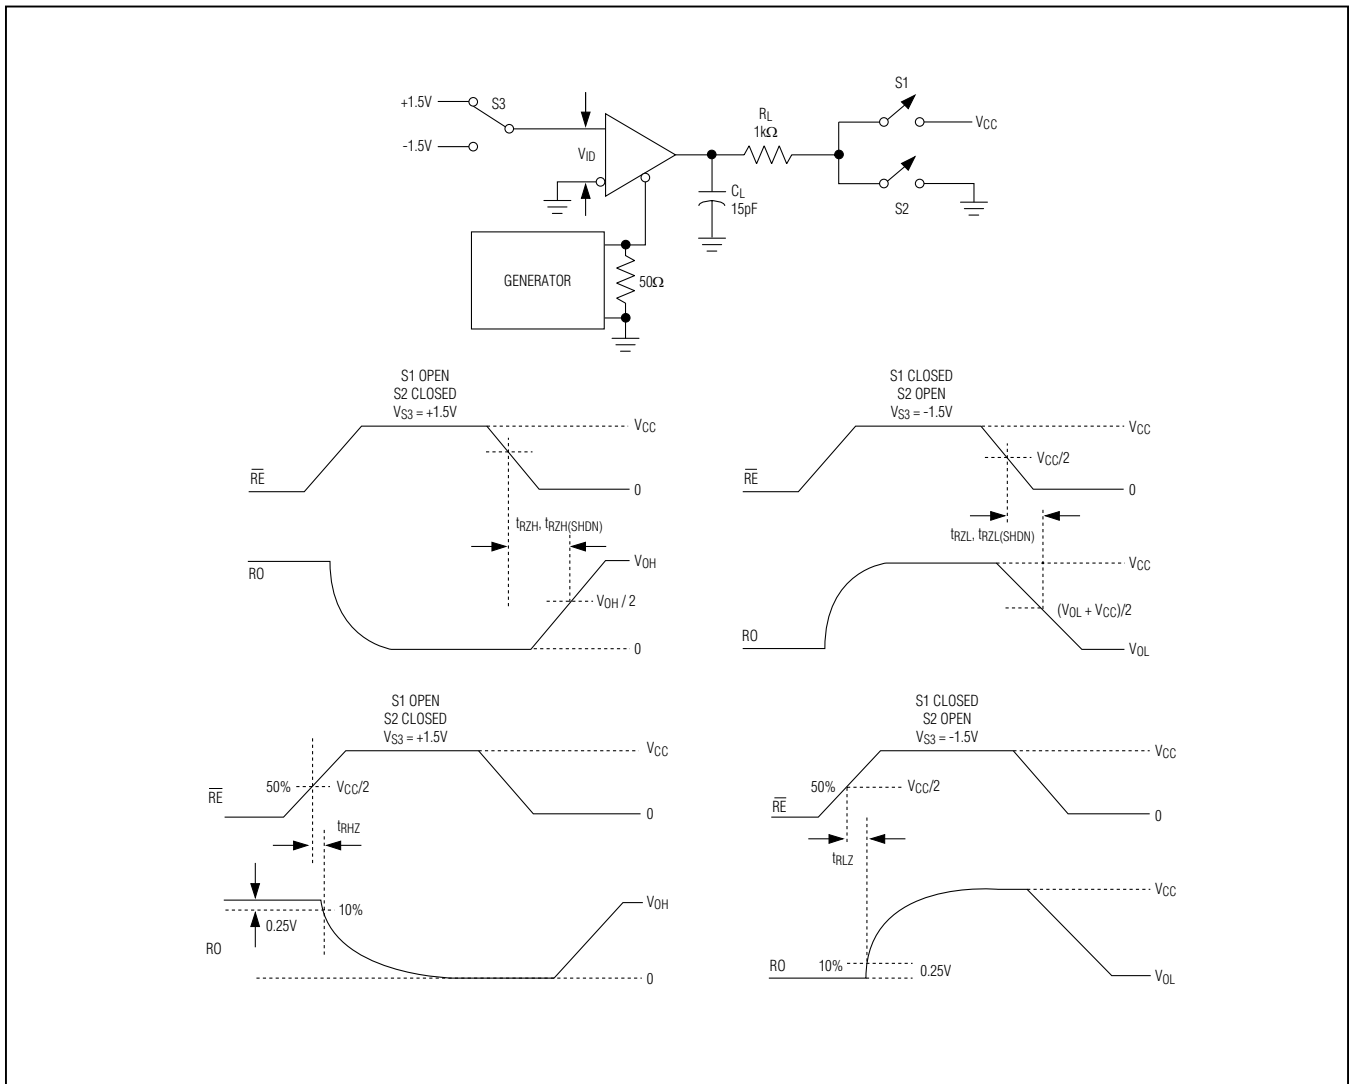 +1.5V
S3
-1.5V
VID
RL
1kΩ
S1
VCC
CL
15pF
S2
GENERATOR
50Ω
S1 OPEN
S2 CLOSED
VS3 = +1.5V
VCC
RE
0
tRZH, tRZH(SHDN)
RO
VOH
VOH / 2
0
S1 CLOSED
S2 OPEN
VS3 = -1.5V
VCC
VCC/2
RE
0
tRZL, tRZL(SHDN)
VCC
(VOL + VCC)/2
RO
VOL
S1 OPEN
S2 CLOSED
VS3 = +1.5V
VCC
50%
VCC/2
RE
0
tRHZ
VOH
10%
0.25V
RO
0
S1 CLOSED
S2 OPEN
VS3 = -1.5V
VCC
50%
VCC/2
RE
0
tRLZ
VCC
RO
10%
0.25V
VOL